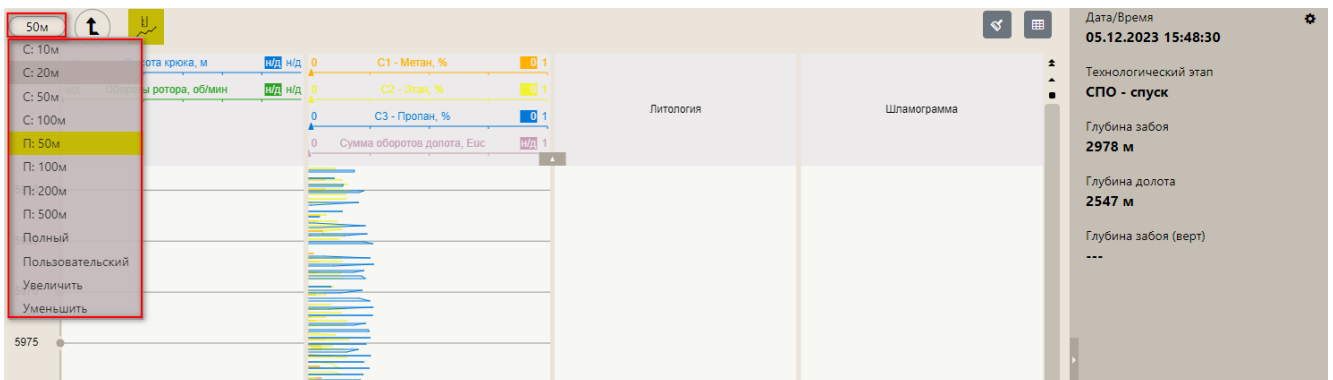 50м
С: 10м
С: 20м
С: 50м
С: 100м
П: 50м
П: 100м
П: 200м
П: 500м
Полный
Пользовательский
Увеличить
Уменьшить
5975
крюка, м н/д н/д
ротора, об/мин н/д н/д
0 С1 - Метан, % 0 1
0 С2 - Этан, % 0 1
0 С3 - Пропан, % 0 1
0 Сумма оборотов долота, Euc н/д 1
Литология
Шламограмма
Дата/Время
05.12.2023 15:48:30
Технологический этап
СПО - спуск
Глубина забоя
2978 м
Глубина долота
2547 м
Глубина забоя (верт)
---